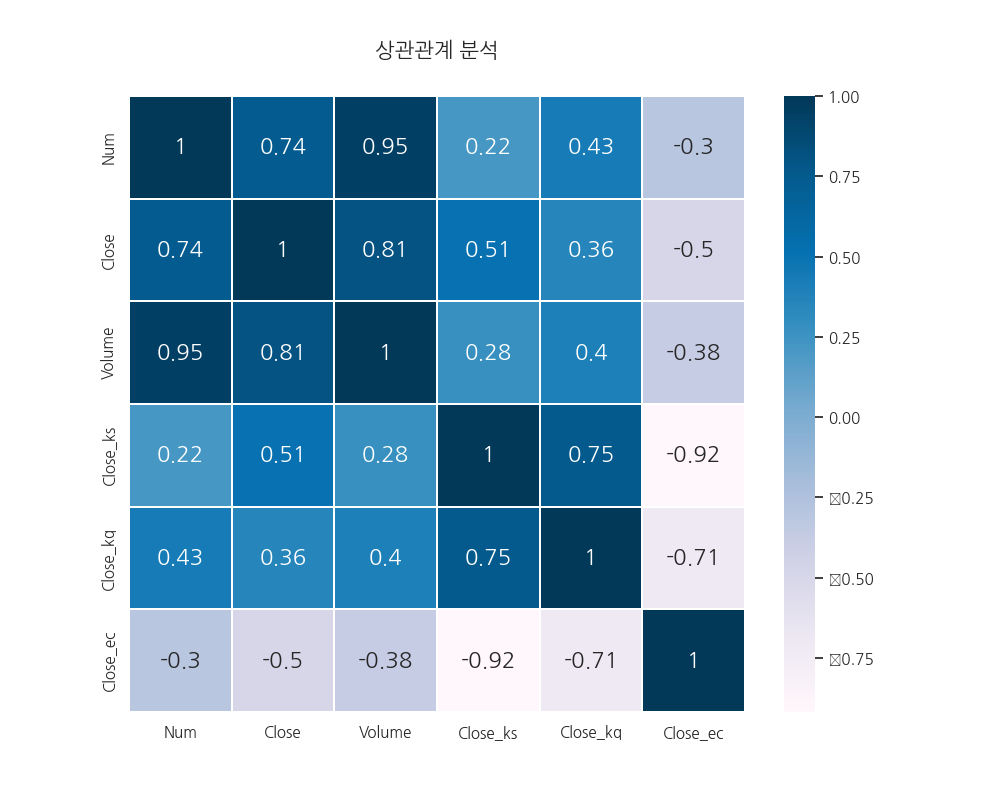 상관관계 분석
Num 1 0.74 0.95 0.22 0.43 -0.3
Close 0.74 1 0.81 0.51 0.36 -0.5
Volume 0.95 0.81 1 0.28 0.4 -0.38
Close_ks 0.22 0.51 0.28 1 0.75 -0.92
Close_kq 0.43 0.36 0.4 0.75 1 -0.71
Close_ec -0.3 -0.5 -0.38 -0.92 -0.71 1
Num Close Volume Close_ks Close_kq Close_ec
1.00
0.75
0.50
0.25
0.00
0.25
0.50
0.75